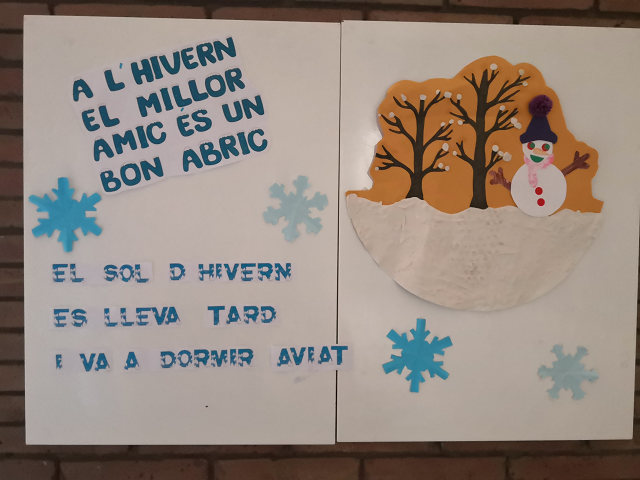 A L'HIVERN
EL MILLOR
AMIC ÉS UN
BON ABRIC
EL SOL D HIVERN
ES LLEVA TARD
I VA A DORMIR AVIAT